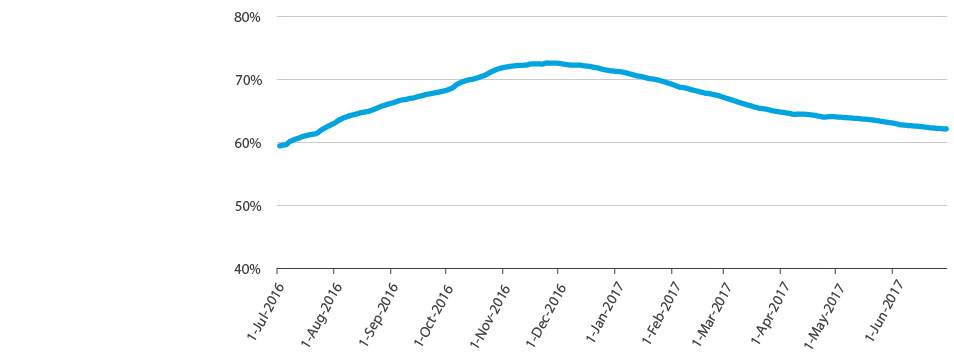 80%
70%
60%
50%
40%
1-Jul-2016
1-Aug-2016
1-Sep-2016
1-Oct-2016
1-Nov-2016
1-Dec-2016
1-Jan-2017
1-Feb-2017
1-Mar-2017
1-Apr-2017
1-May-2017
1-Jun-2017